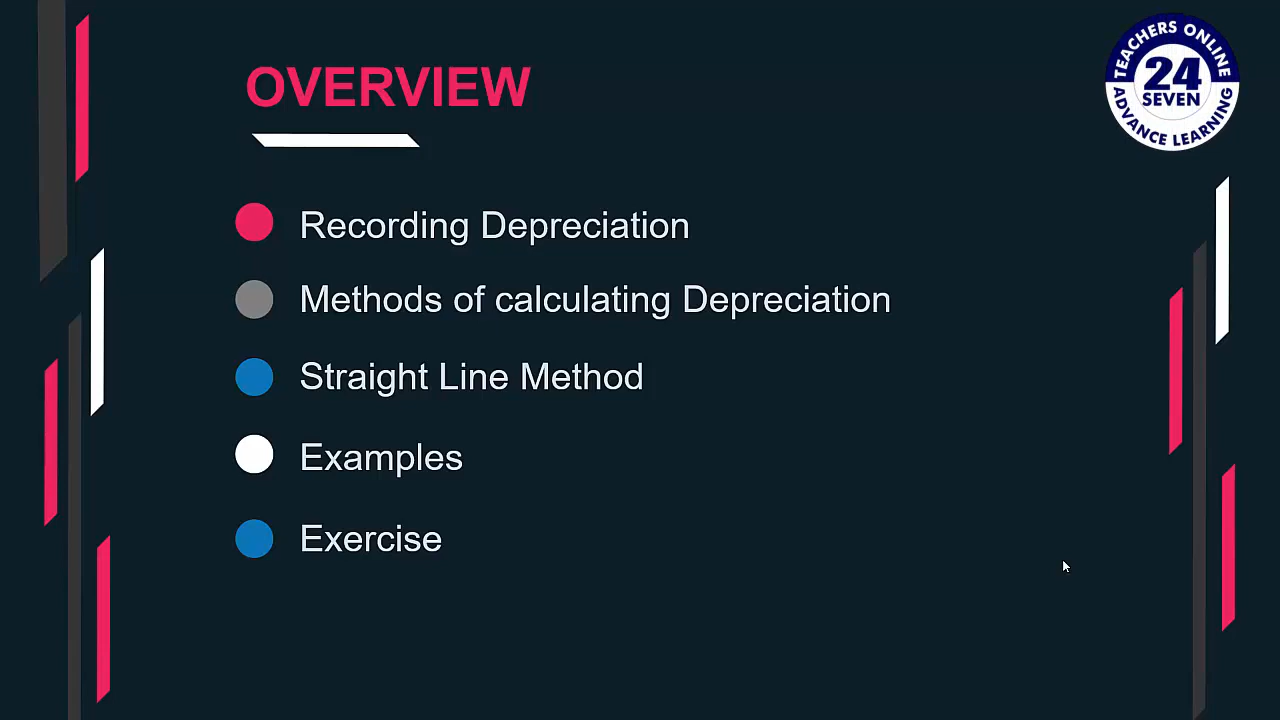 OVERVIEW
TEACHERS ONLINE
24
SEVEN
ADVANCE LEARNING
Recording Depreciation
Methods of calculating Depreciation
Straight Line Method
Examples
Exercise